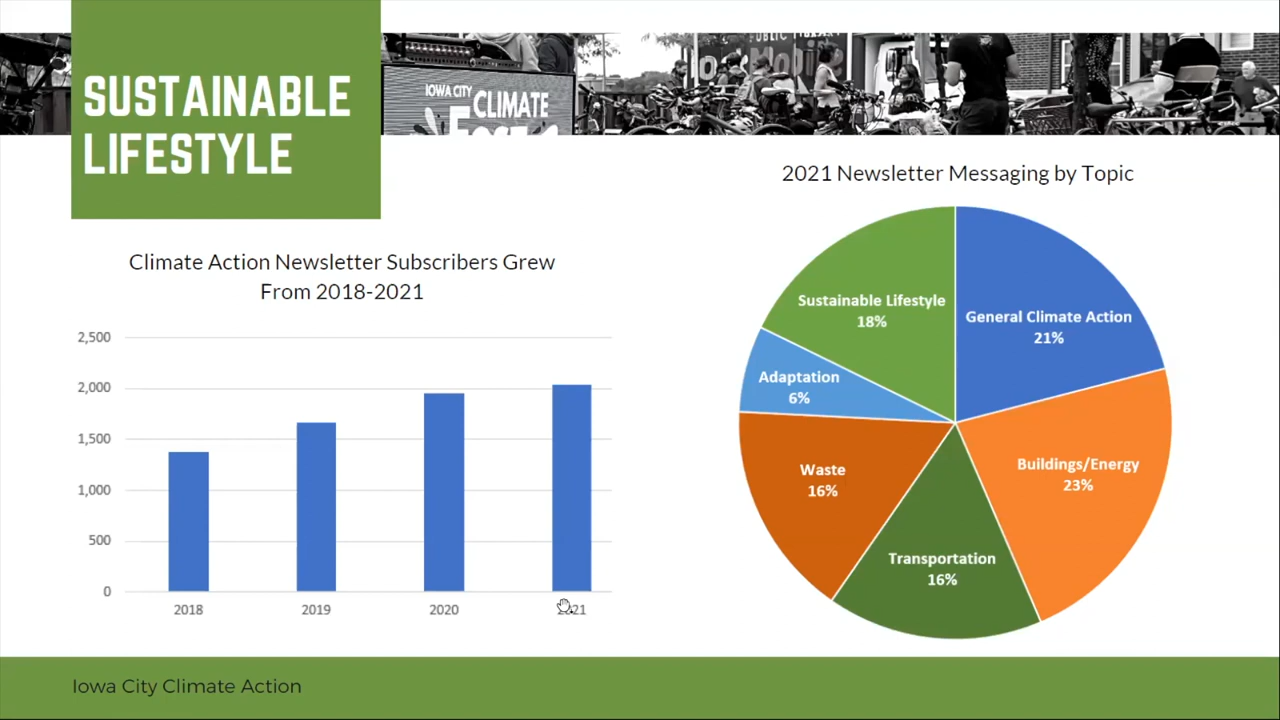 SUSTAINABLE
LIFESTYLE
IOWA CITY
CLIMATE
PUBLIC LIBRARY
Climate Action Newsletter Subscribers Grew
From 2018-2021
2,500
2,000
1,500
1,000
500
0
2018
2019
2020
2021
2021 Newsletter Messaging by Topic
Sustainable Lifestyle
18%
General Climate Action
21%
Adaptation
6%
Buildings/Energy
23%
Waste
16%
Transportation
16%
Iowa City Climate Action